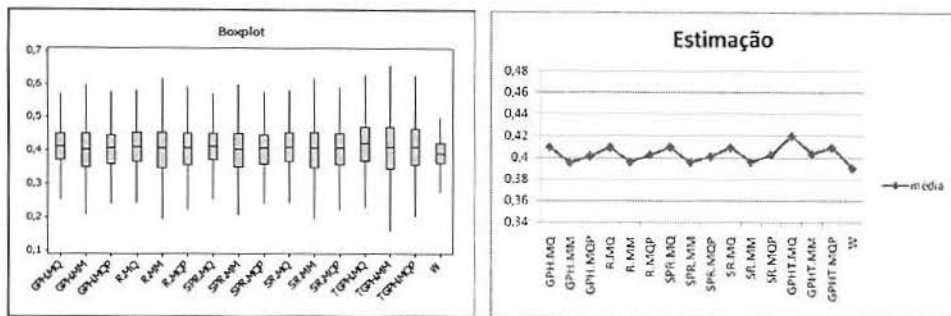 Boxplot
0,7
0,6
0,5
0,4
0,3
0,2
0,1
GPH.MQ
GPH.MM
GPH.MQP
R.MQ
R.MM
R.MQP
SPR.MQ
SPR.MM
SPR.MQP
SR.MQ
SR.MM
SR.MQP
TGPH.MQ
TGPH.MM
TGPH.MQP
W
Estimação
0,48
0,46
0,44
0,42
0,4
0,38
0,36
0,34
média
GPH.MQ
GPH.MM
GPH.MQP
R.MQ
R.MM
R.MQP
SPR.MQ
SPR.MM
SPR.MQP
SR.MQ
SR.MM
SR.MQP
GPHT.MQ
GPHT.MM
GPHT.MQP
W